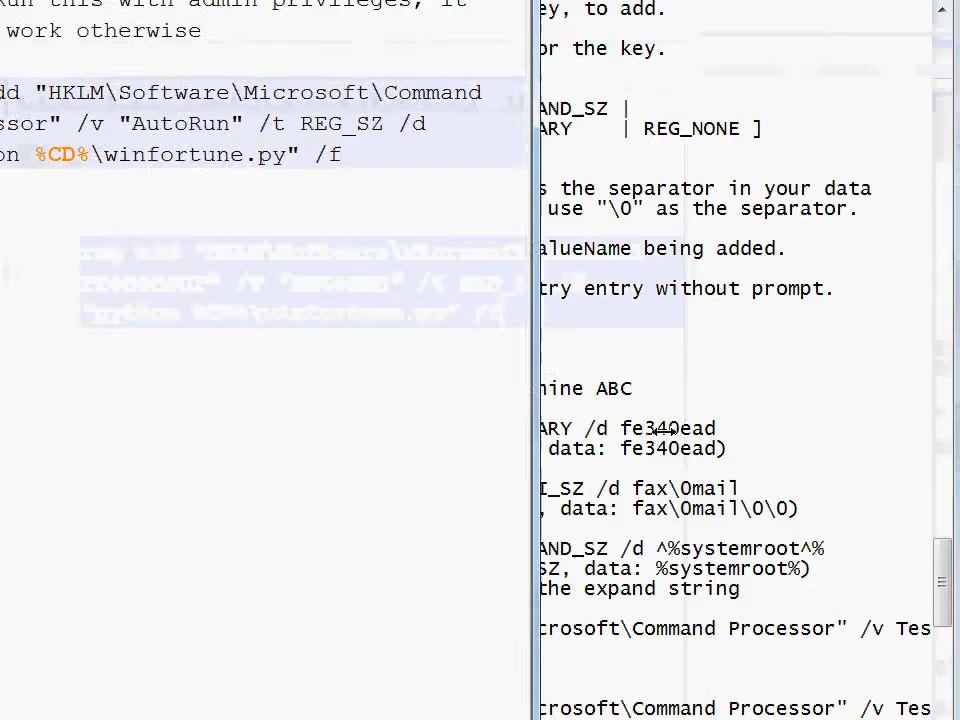 Run this with admin privileges, it
work otherwise
dd "HKLM\Software\Microsoft\Command
ssor" /v "AutoRun" /t REG_SZ /d
on %CD%\winfortune.py" /f
ey, to add.
or the key.
AND_SZ |
ARY | REG_NONE ]
s the separator in your data
use "\0" as the separator.
alueName being added.
try entry without prompt.
hine ABC
ARY /d fe340ead
data: fe340ead)
I_SZ /d fax\0mail
, data: fax\0mail\0\0)
AND_SZ /d ^%systemroot^%
SZ, data: %systemroot%)
the expand string
crosoft\Command Processor" /v Tes
crosoft\Command Processor" /v Tes